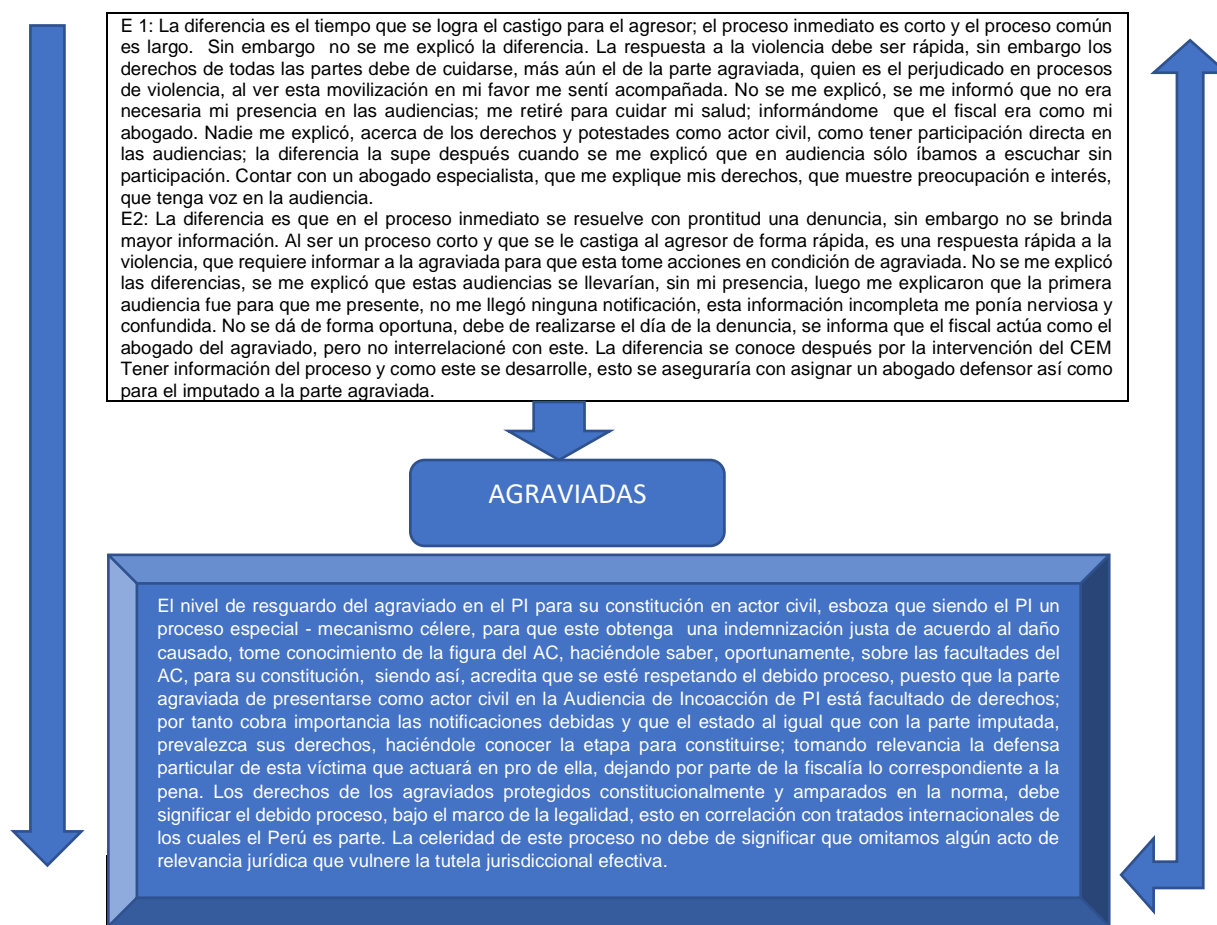 E 1: La diferencia es el tiempo que se logra el castigo para el agresor; el proceso inmediato es corto y el proceso común
es largo. Sin embargo no se me explicó la diferencia. La respuesta a la violencia debe ser rápida, sin embargo los
derechos de todas las partes debe de cuidarse, más aún el de la parte agraviada, quien es el perjudicado en procesos
de violencia, al ver esta movilización en mi favor me sentí acompañada. No se me explicó, se me informó que no era
necesaria mi presencia en las audiencias; me retiré para cuidar mi salud; informándome que el fiscal era como mi
abogado. Nadie me explicó, acerca de los derechos y potestades como actor civil, como tener participación directa en
las audiencias; la diferencia la supe después cuando se me explicó que en audiencia sólo íbamos a escuchar sin
participación. Contar con un abogado especialista, que me explique mis derechos, que muestre preocupación e interés,
que tenga voz en la audiencia.
E2: La diferencia es que en el proceso inmediato se resuelve con prontitud una denuncia, sin embargo no se brinda
mayor información. Al ser un proceso corto y que se le castiga al agresor de forma rápida, es una respuesta rápida a la
violencia, que requiere informar a la agraviada para que esta tome acciones en condición de agraviada. No se me explicó
las diferencias, se me explicó que estas audiencias se llevarían, sin mi presencia, luego me explicaron que la primera
audiencia fue para que me presente, no me llegó ninguna notificación, esta información incompleta me ponía nerviosa y
confundida. No se dá de forma oportuna, debe de realizarse el día de la denuncia, se informa que el fiscal actúa como el
abogado del agraviado, pero no interrelacioné con este. La diferencia se conoce después por la intervención del CEM
Tener información del proceso y como este se desarrolle, esto se aseguraría con asignar un abogado defensor así como
para el imputado a la parte agraviada.
AGRAVIADAS
El nivel de resguardo del agraviado en el PI para su constitución en actor civil, esboza que siendo el PI un
proceso especial - mecanismo célere, para que este obtenga una indemnización justa de acuerdo al daño
causado, tome conocimiento de la figura del AC, haciéndole saber, oportunamente, sobre las facultades del
AC, para su constitución, siendo así, acredita que se esté respetando el debido proceso, puesto que la parte
agraviada de presentarse como actor civil en la Audiencia de Incoacción de PI está facultado de derechos;
por tanto cobra importancia las notificaciones debidas y que el estado al igual que con la parte imputada,
prevalezca sus derechos, haciéndole conocer la etapa para constituirse; tomando relevancia la defensa
particular de esta víctima que actuará en pro de ella, dejando por parte de la fiscalía lo correspondiente a la
pena. Los derechos de los agraviados protegidos constitucionalmente y amparados en la norma, debe
significar el debido proceso, bajo el marco de la legalidad, esto en correlación con tratados internacionales de
los cuales el Perú es parte. La celeridad de este proceso no debe de significar que omitamos algún acto de
relevancia jurídica que vulnere la tutela jurisdiccional efectiva.